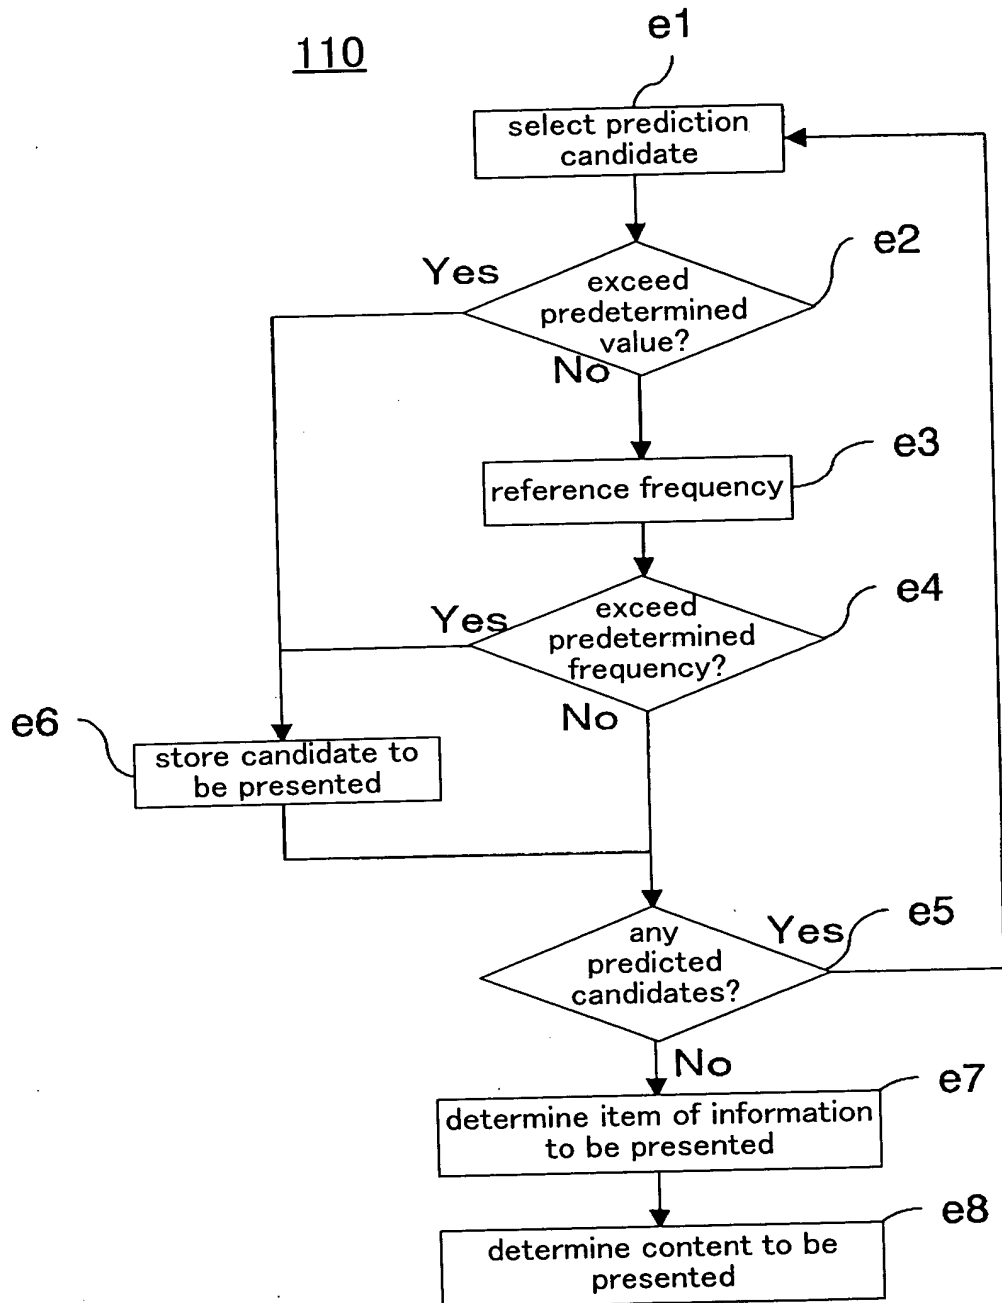 110
e1
select prediction
candidate
e2
Yes
exceed
predetermined
value?
No
e3
reference frequency
e4
Yes
exceed
predetermined
frequency?
No
e6
store candidate to
be presented
e5
Yes
any
predicted
candidates?
No
e7
determine item of information
to be presented
e8
determine content to be
presented